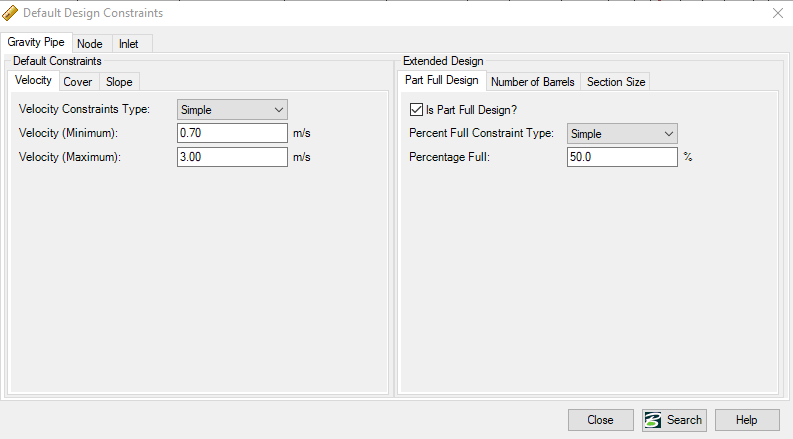 Default Design Constraints
Gravity Pipe Node Inlet
Default Constraints
Velocity Cover Slope
Velocity Constraints Type: Simple
Velocity (Minimum): 0.70 m/s
Velocity (Maximum): 3.00 m/s
Extended Design
Part Full Design Number of Barrels Section Size
Is Part Full Design?
Percent Full Constraint Type: Simple
Percentage Full: 50.0 %
Close Search Help